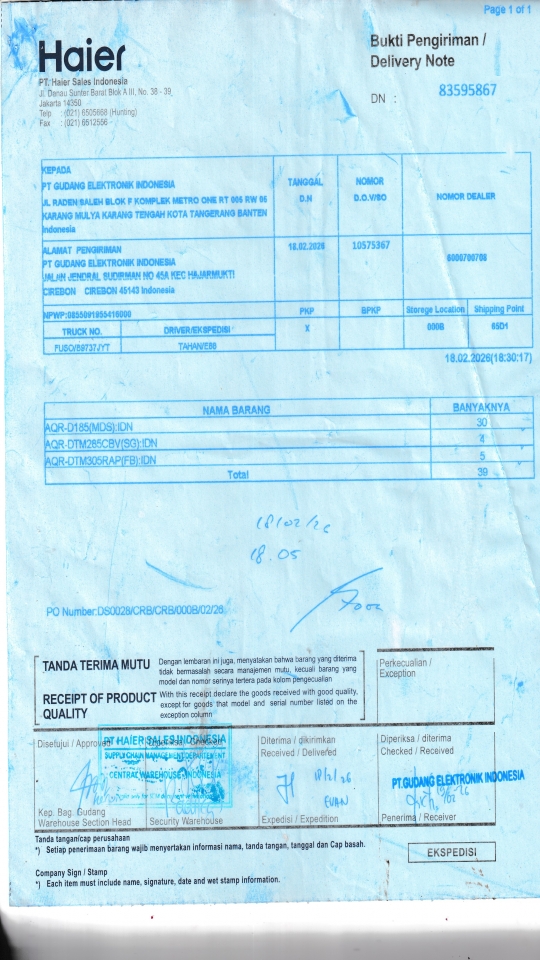 Page 1 of 1
Haier
PT. Haier Sales Indonesia
Jl. Danau Sunter Barat Blok A III, No. 38 - 39
Jakarta 14350
Telp. : (021) 6505668 (Hunting)
Fax : (021) 6512556
Bukti Pengiriman /
Delivery Note
DN : 83595867
KEPADA
PT GUDANG ELEKTRONIK INDONESIA
JL RADEN SALEH BLOK F KOMPLEK METRO ONE RT 005 RW 05
KARANG MULYA KARANG TENGAH KOTA TANGERANG BANTEN
Indonesia
TANGGAL
D.N
NOMOR
D.O.V/SO
NOMOR DEALER
ALAMAT PENGIRIMAN
PT GUDANG ELEKTRONIK INDONESIA
JALAN JENDRAL SUDIRMAN NO 45A KEC HAJARMUKTI
CIREBON CIREBON 45143 Indonesia
18.02.2026
10575367
6000700708
NPWP:0855091955416000
PKP
BPKP
Storege Location
Shipping Point
TRUCK NO.
DRIVER/EKSPEDISI
X
000B
65D1
FUSO/B9737JYT
TAHAN/E88
18.02.2026(18:30:17)
NAMA BARANG
BANYAKNYA
AQR-D185(MDS):IDN
30
AQR-DTM265CBV(SG):IDN
4
AQR-DTM305RAP(FB):IDN
5
Total
39
18/02/26
18.05
PO Number:DS0028/CRB/CRB/000B/02/26.
TANDA TERIMA MUTU
Dengan lembaran ini juga, menyatakan bahwa barang yang diterima
tidak bermasalah secara manajemen mutu, kecuali barang yang
model dan nomor serinya tertera pada kolom pengecualian
RECEIPT OF PRODUCT
QUALITY
With this receipt declare the goods received with good quality,
except for goods that model and serial number listed on the
exception column
Perkecualian /
Exception
Disetujui / Approved
PT HAIER SALES INDONESIA
SUPPLY CHAIN MANAGEMENT DEPARTEMENT
CENTRAL WAREHOUSE - INDONESIA
Kep. Bag. Gudang
Warehouse Section Head
Security Warehouse
Diterima / dikirimkan
Received / Delivered
18/2/26
EVAN
Expedisi / Expedition
Diperiksa / diterima
Checked / Received
PT.GUDANG ELEKTRONIK INDONESIA
Penerima / Receiver
Tanda tangan/cap perusahaan
*) Setiap penerimaan barang wajib menyertakan informasi nama, tanda tangan, tanggal dan Cap basah.
EKSPEDISI
Company Sign / Stamp
*) Each item must include name, signature, date and wet stamp information.